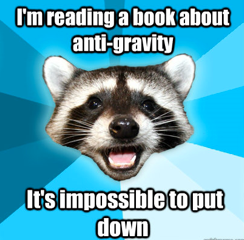 I'm reading a book about
anti-gravity
It's impossible to put
down